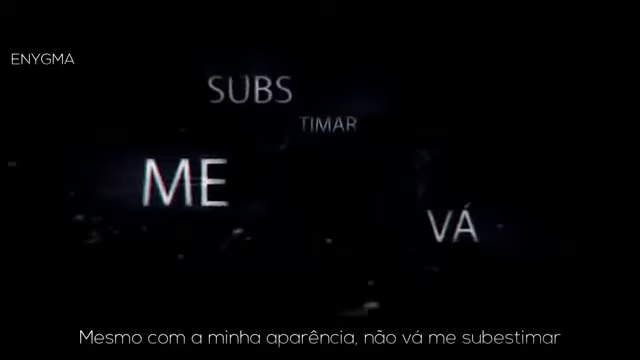 ENYGMA
SUBS
TIMAR
ME
VÁ
Mesmo com a minha aparência, não vá me subestimar